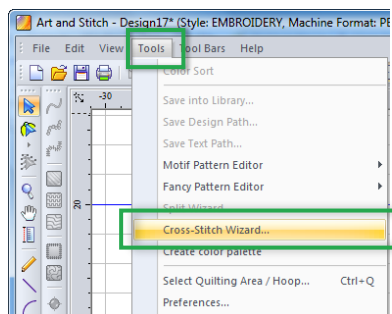 Art and Stitch - Design17* (Style: EMBROIDERY, Machine Format: PE
File Edit View Tools Tool Bars Help
Color Sort
-30
Save into Library...
Save Design Path...
Save Text Path...
Motif Pattern Editor
Fancy Pattern Editor
Split Wizard
20
Cross-Stitch Wizard...
Create color palette
Select Quilting Area / Hoop... Ctrl+Q
Preferences...